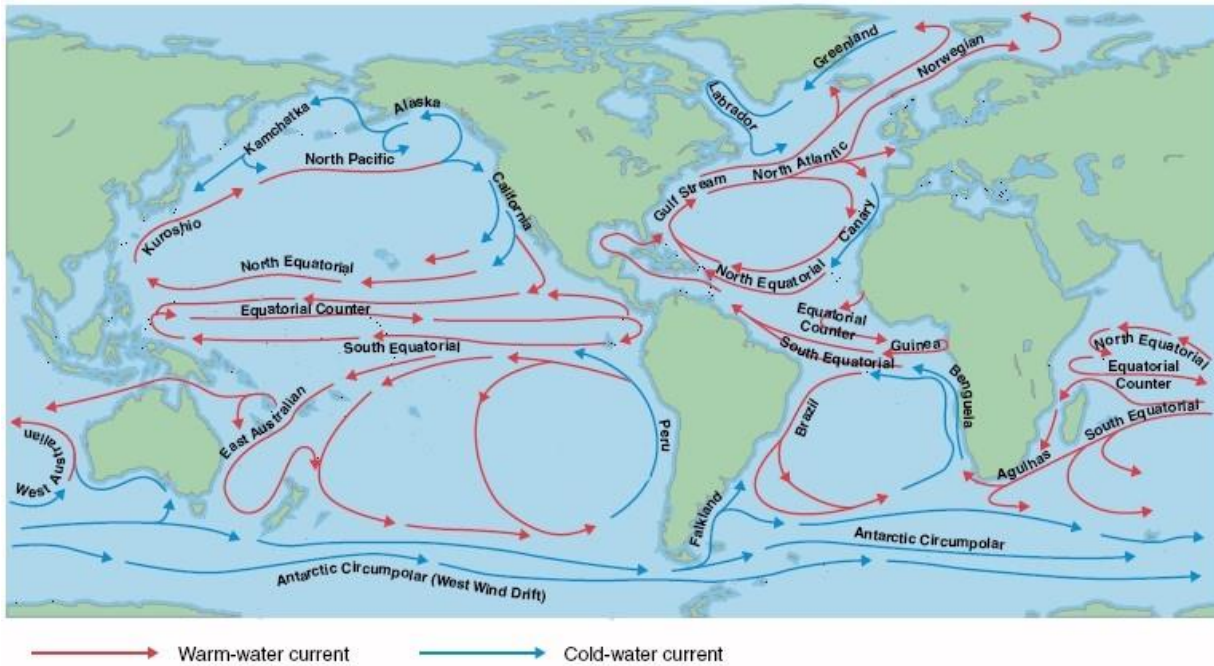 Greenland
Norwegian
Labrador
Alaska
Kamchatka
North Pacific
North Atlantic
Gulf Stream
California
Canary
Kuroshio
North Equatorial
North Equatorial
Equatorial Counter
Equatorial
Counter
Guinea
South Equatorial
South Equatorial
North Equatorial
Equatorial
Counter
South Equatorial
Benguela
Brazil
Peru
East Australian
West Australian
Agulhas
Falkland
Antarctic Circumpolar
Antarctic Circumpolar (West Wind Drift)
Warm-water current
Cold-water current